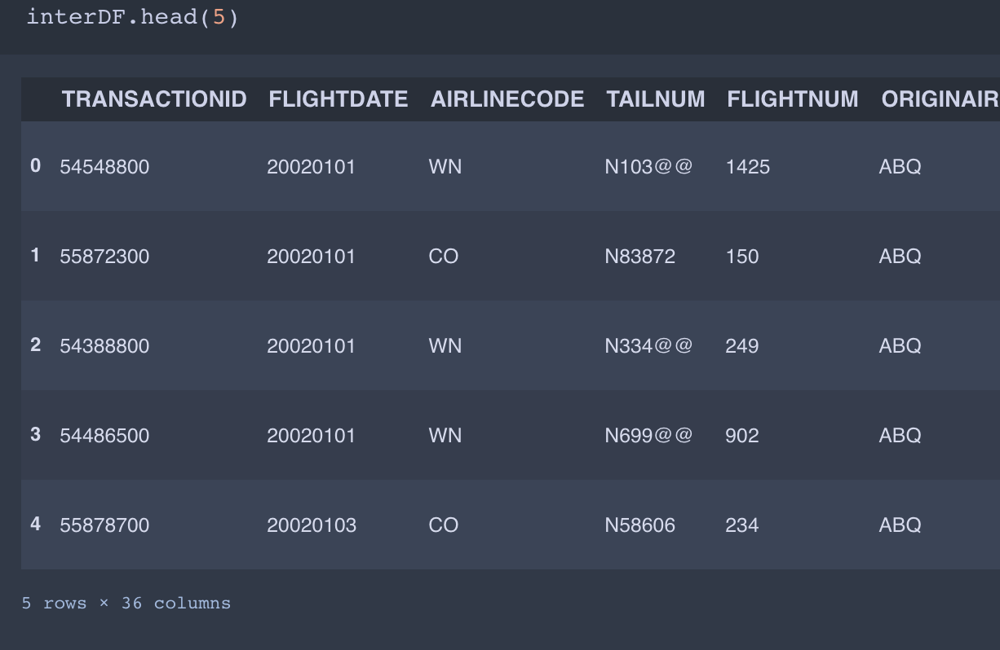 interDF.head(5)
TRANSACTIONID FLIGHTDATE AIRLINECODE TAILNUM FLIGHTNUM ORIGINAIR
0 54548800 20020101 WN N103@@ 1425 ABQ
1 55872300 20020101 CO N83872 150 ABQ
2 54388800 20020101 WN N334@@ 249 ABQ
3 54486500 20020101 WN N699@@ 902 ABQ
4 55878700 20020103 CO N58606 234 ABQ
5 rows × 36 columns